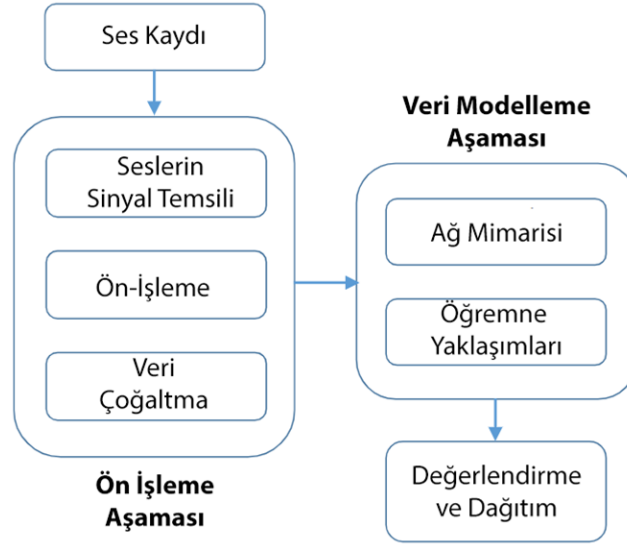 Ses Kaydı
Seslerin
Sinyal Temsili
Ön-İşleme
Veri
Çoğaltma
Ön İşleme
Aşaması
Veri Modelleme
Aşaması
Ağ Mimarisi
Öğremne
Yaklaşımları
Değerlendirme
ve Dağıtım